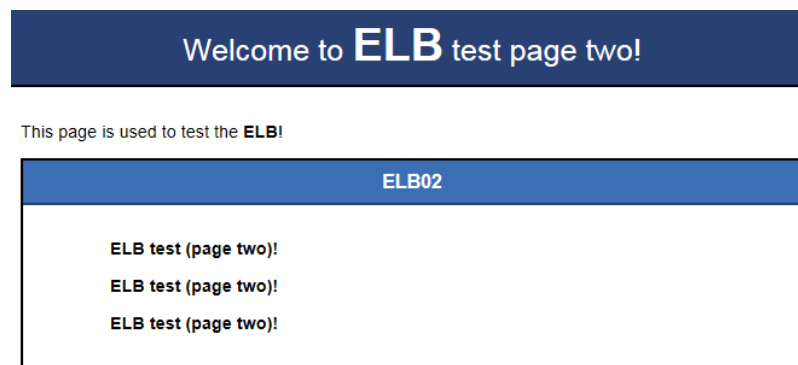 Welcome to ELB test page two!
This page is used to test the ELB!
ELB02
ELB test (page two)!
ELB test (page two)!
ELB test (page two)!